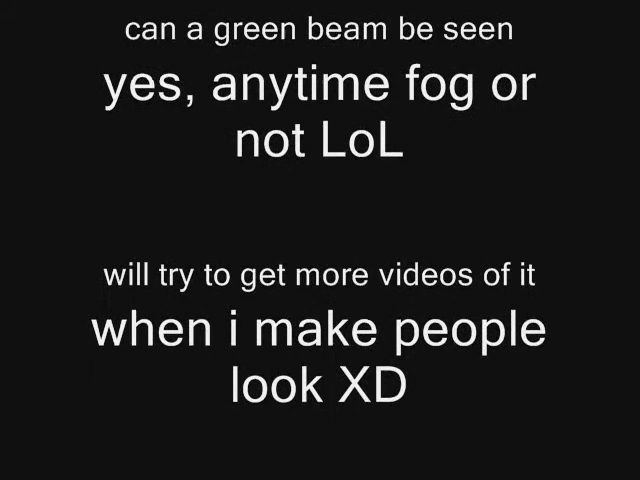 can a green beam be seen
yes, anytime fog or
not LoL
will try to get more videos of it
when i make people
look XD